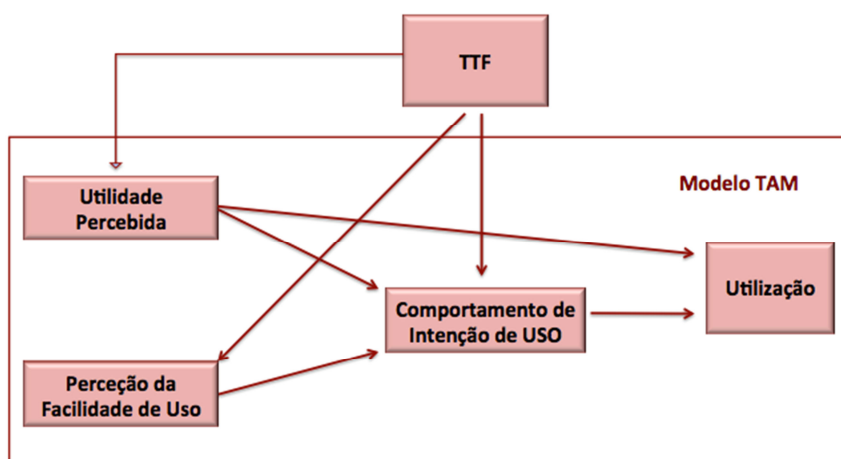 TTF
Modelo TAM
Utilidade
Percebida
Utilização
Comportamento de
Intenção de USO
Perceção da
Facilidade de Uso